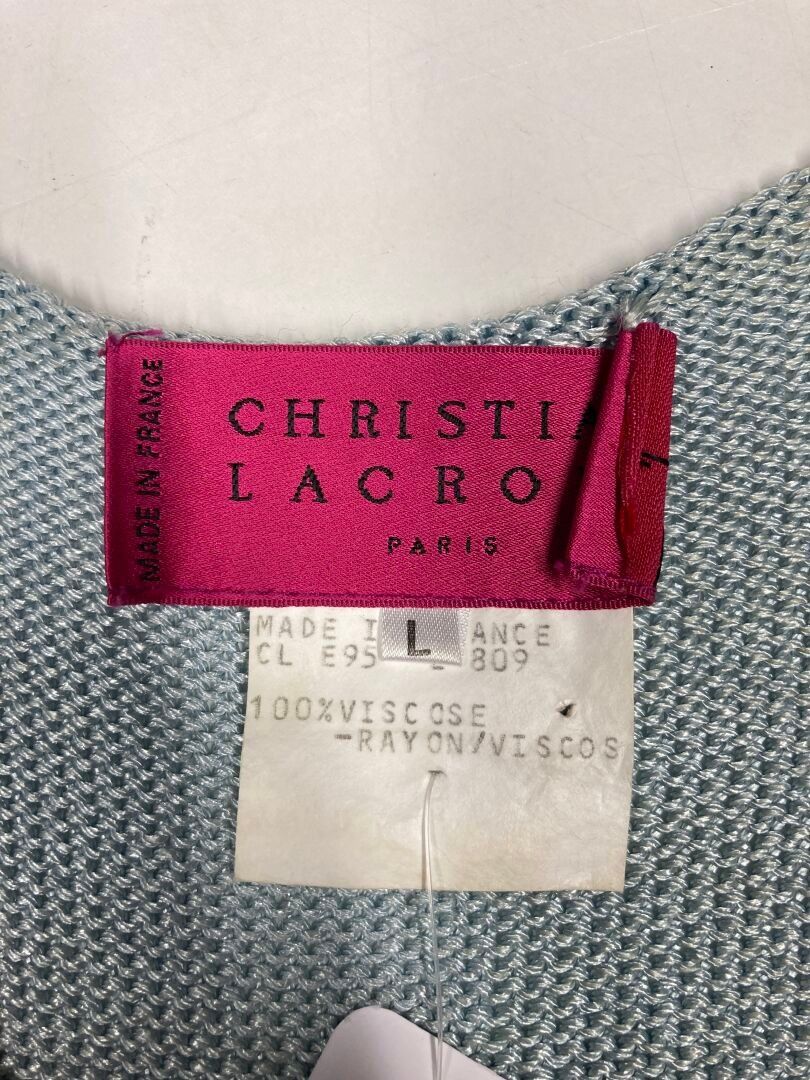 MADE IN FRANCE
CHRISTIA
LACRO
PARIS
L
MADE I ANCE
CL E95 809
100%VISCOSE
-RAYON/VISCOS